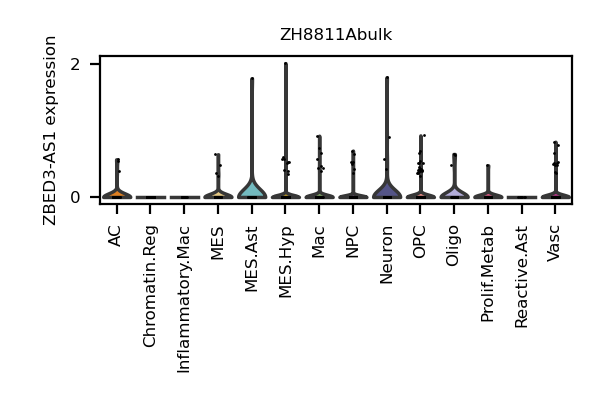 ZH8811Abulk
ZBED3-AS1 expression
2
0
AC
Chromatin.Reg
Inflammatory.Mac
MES
MES.Ast
MES.Hyp
Mac
NPC
Neuron
OPC
Oligo
Prolif.Metab
Reactive.Ast
Vasc